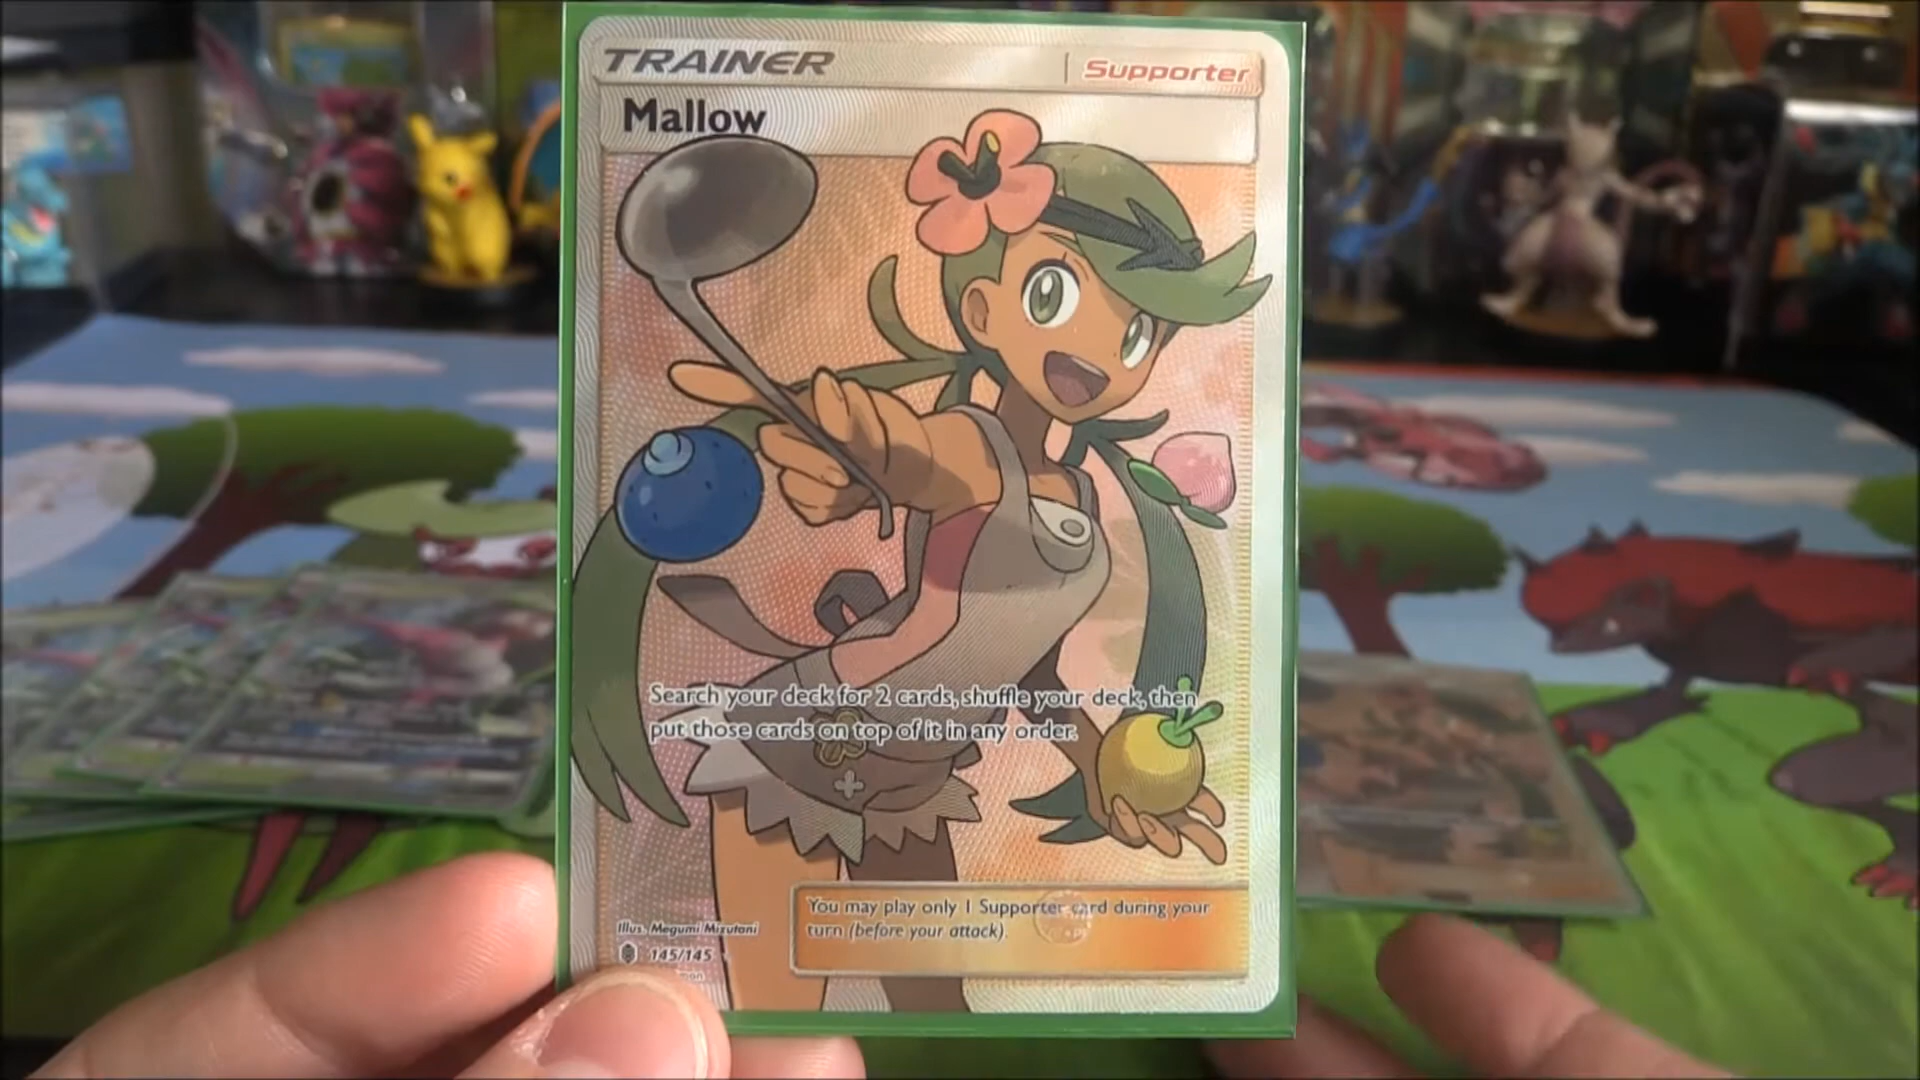 TRAINER
Supporter
Mallow
Search your deck for 2 cards, shuffle your deck, then
put those cards on top of it in any order.
You may play only 1 Supporter card during your
turn (before your attack).
Illus. Megumi Mizutani
145/145